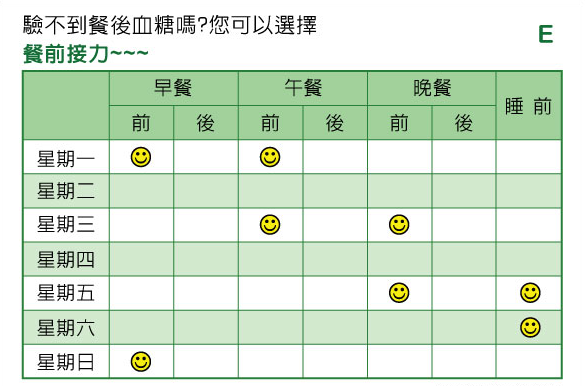 驗不到餐後血糖嗎?您可以選擇
E
餐前接力~~~
早餐 午餐 晚餐 睡 前
前 後 前 後 前 後
星期一
星期二
星期三
星期四
星期五
星期六
星期日